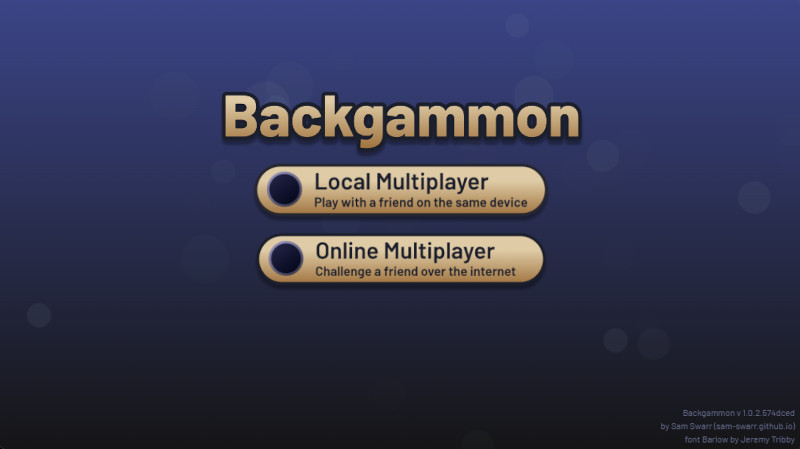 Backgammon
Local Multiplayer
Play with a friend on the same device
Online Multiplayer
Challenge a friend over the internet
Backgammon v 1.0.2.574dced
by Sam Swarr (sam-swarr.github.io)
font Barlow by Jeremy Tribby